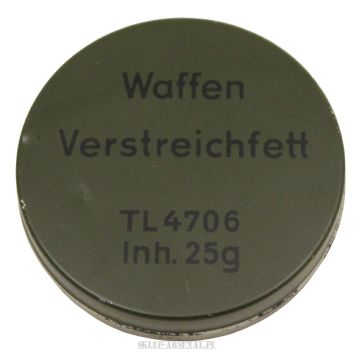 Waffen
Verstreichfett
TL 4706
Inh. 25g
SKLEP-ARSENAL.PL